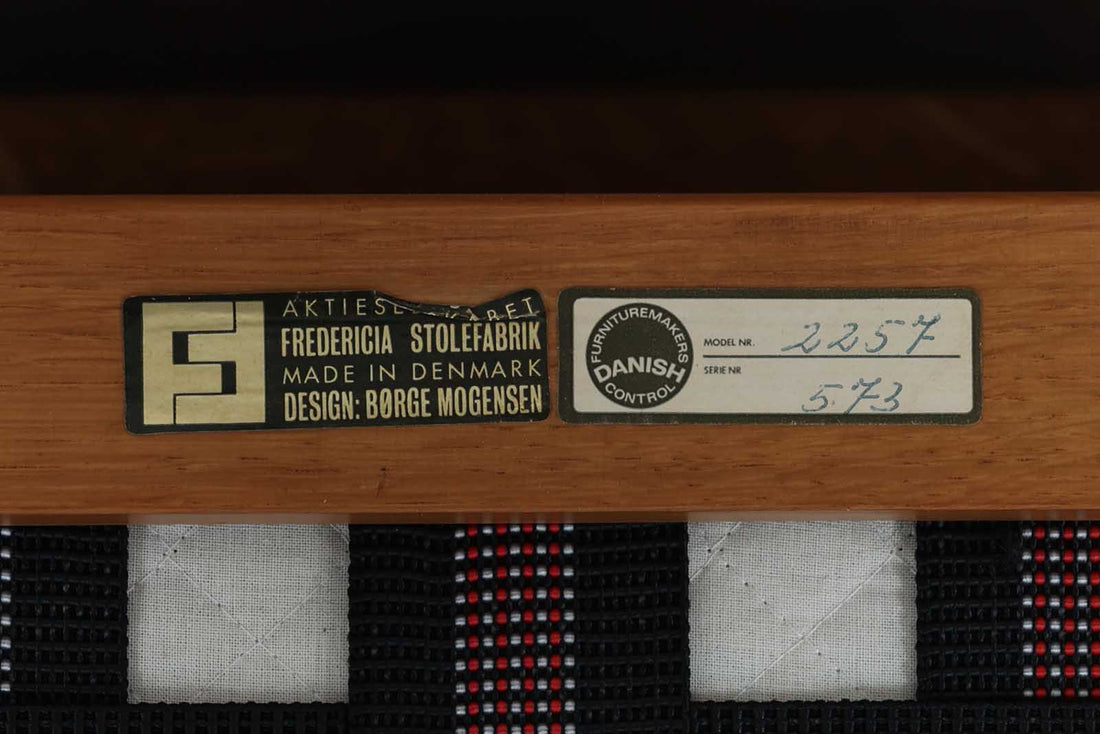 FREDERICIA STOLEFABRIK
MADE IN DENMARK
DESIGN: BØRGE MOGENSEN
FURNITUREMAKERS
DANISH
CONTROL
MODEL NR. 2257
SERIE NR 573